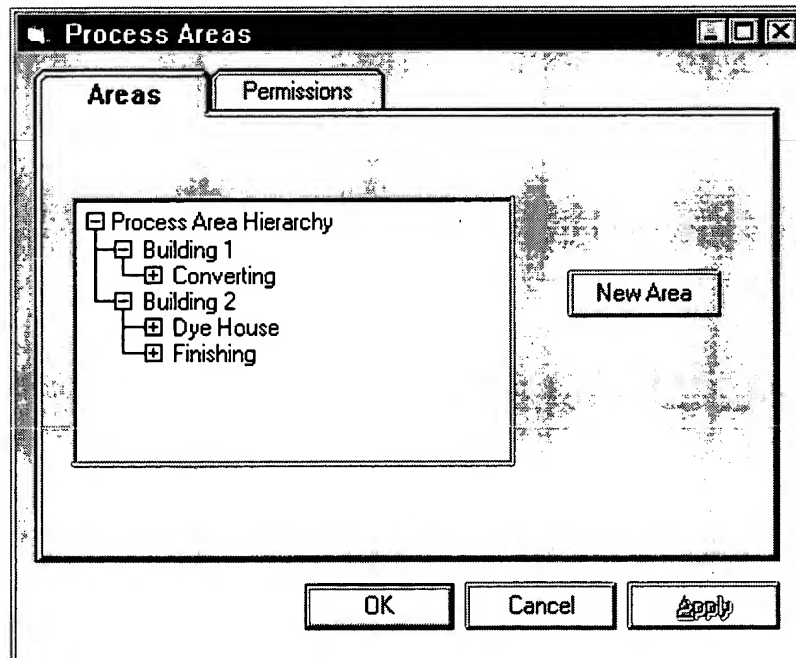 Process Areas
Areas Permissions
Process Area Hierarchy
Building 1
Converting
Building 2
Dye House
Finishing
New Area
OK Cancel Apply